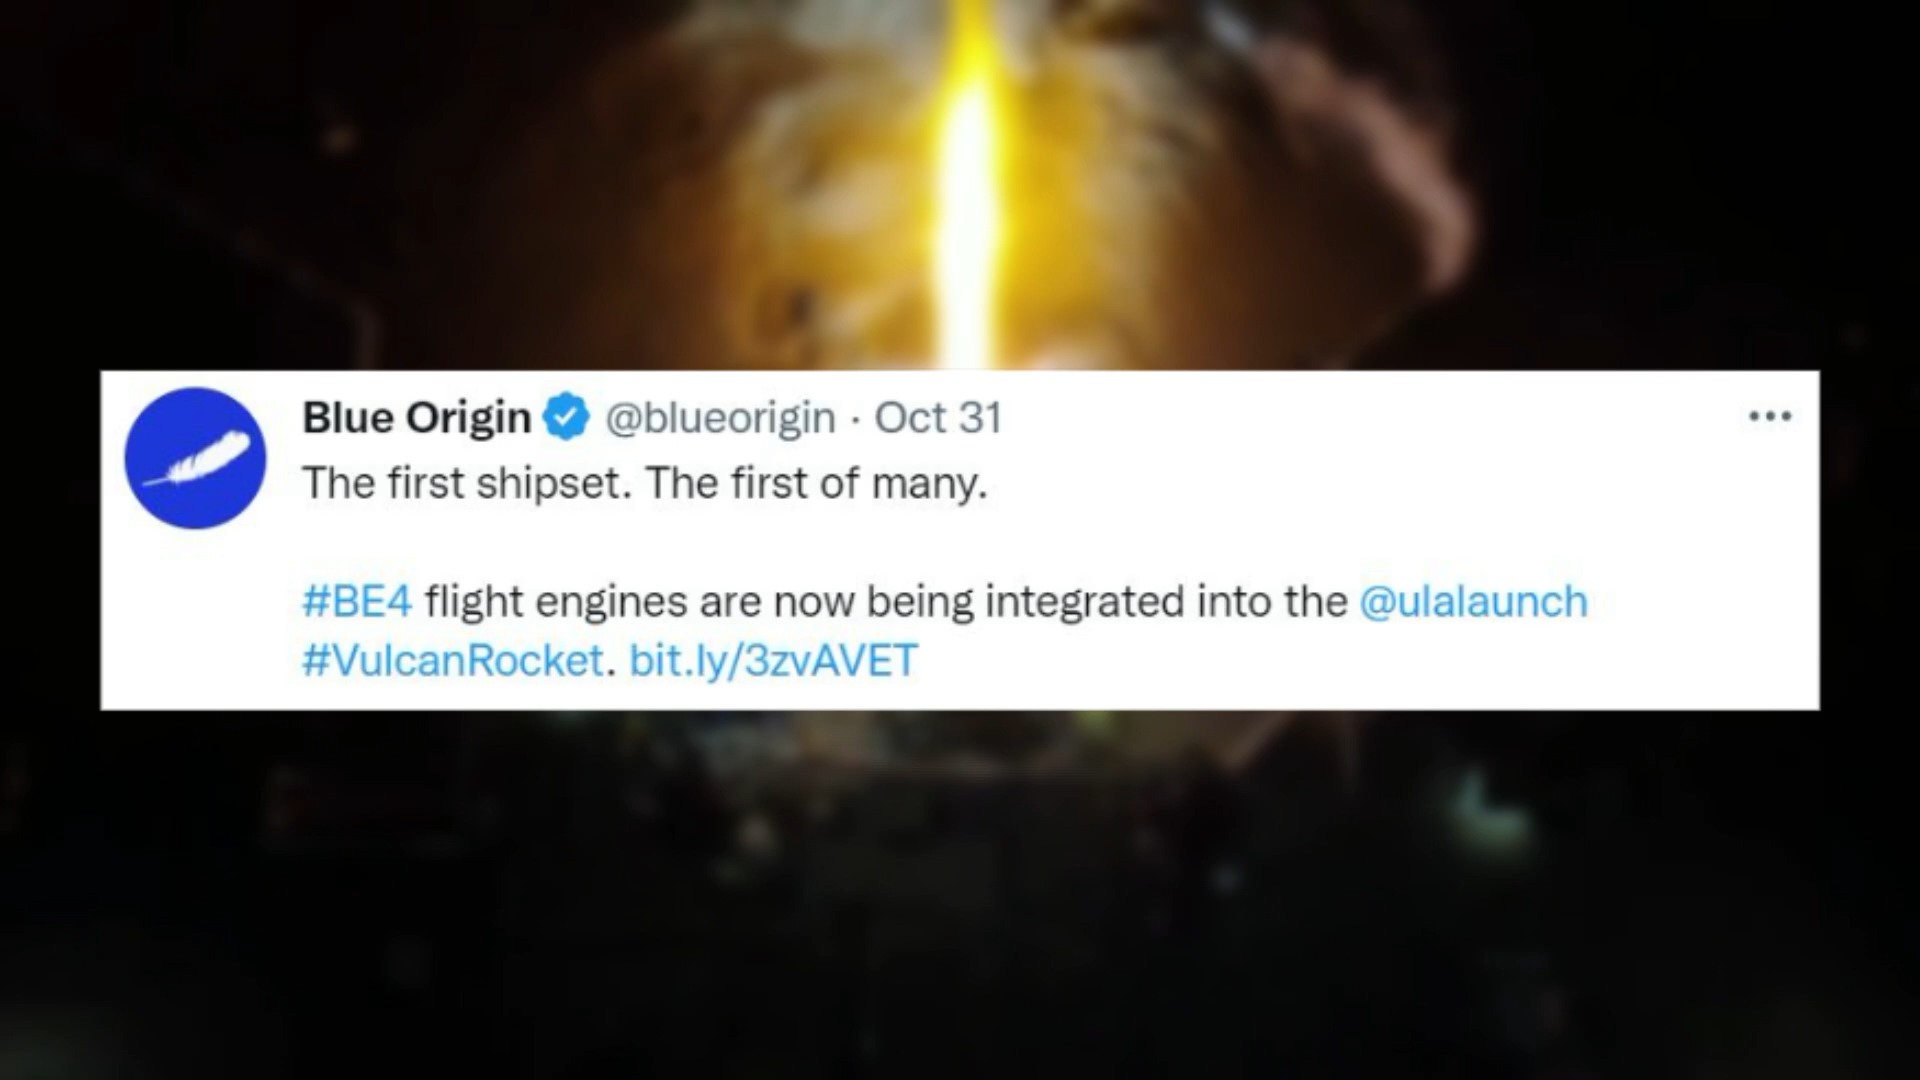 Blue Origin @blueorigin · Oct 31
The first shipset. The first of many.
#BE4 flight engines are now being integrated into the @ulalaunch
#VulcanRocket. bit.ly/3zvAVET